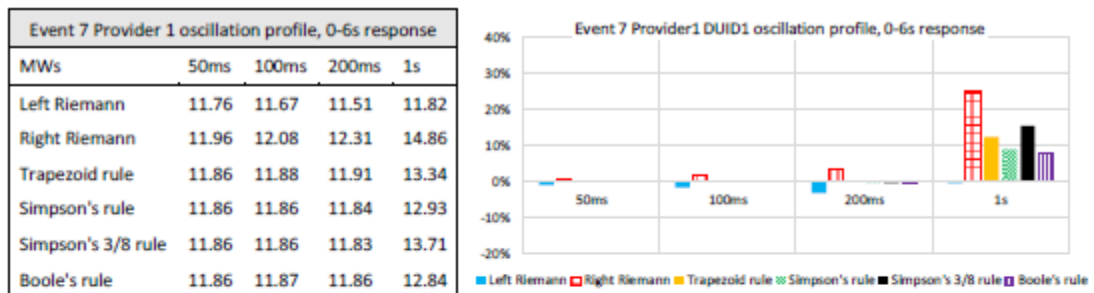 Event 7 Provider 1 oscillation profile, 0-6s response
MWs 50ms 100ms 200ms 1s
Left Riemann 11.76 11.67 11.51 11.82
Right Riemann 11.96 12.08 12.31 14.86
Trapezoid rule 11.86 11.88 11.91 13.34
Simpson's rule 11.86 11.86 11.84 12.93
Simpson's 3/8 rule 11.86 11.86 11.83 13.71
Boole's rule 11.86 11.87 11.86 12.84
Event 7 Provider1 DUID1 oscillation profile, 0-6s response
40%
30%
20%
10%
0%
-10%
-20%
50ms 100ms 200ms 1s
Left Riemann Right Riemann Trapezoid rule Simpson's rule Simpson's 3/8 rule Boole's rule